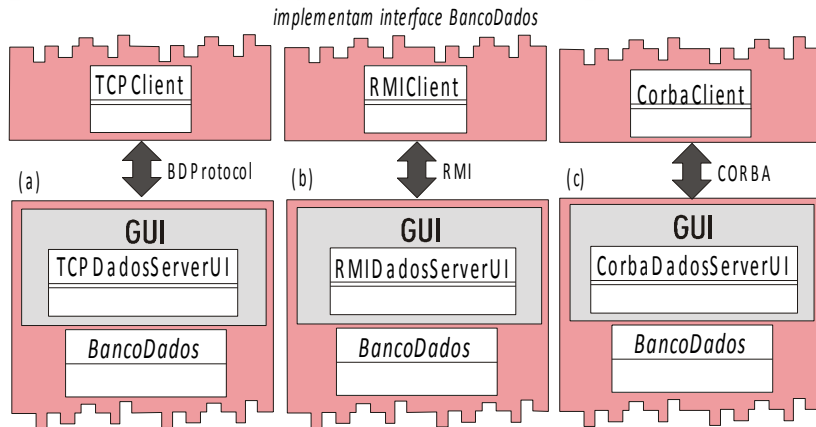 implementam interface BancoDados
TCPClient
RMIClient
CorbaClient
(a)
BDProtocol
(b)
RMI
(c)
CORBA
GUI
GUI
GUI
TCPDadosServerUI
RMIDadosServerUI
CorbaDadosServerUI
BancoDados
BancoDados
BancoDados